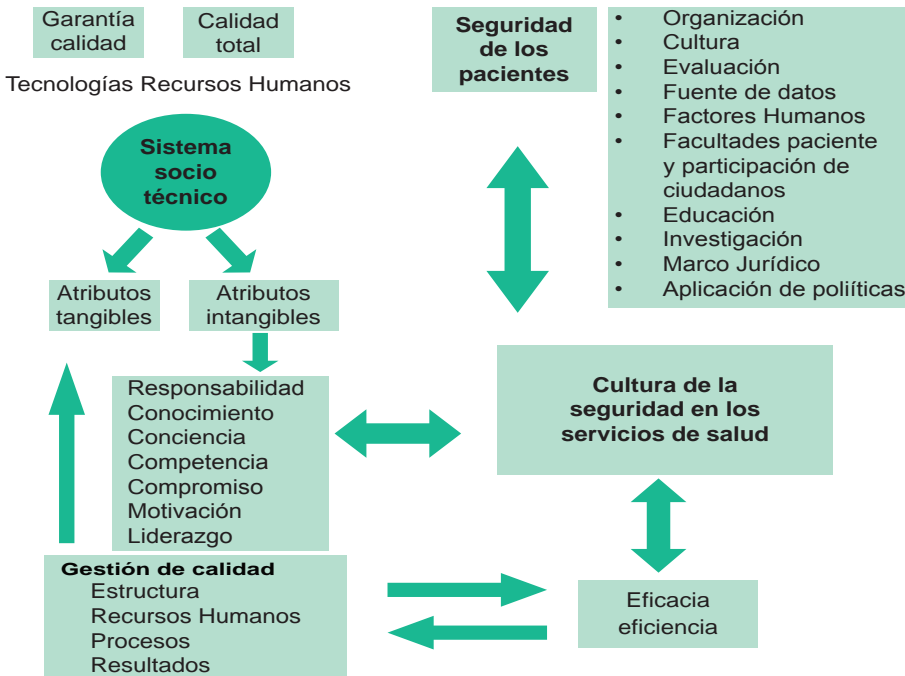 Garantía
calidad
Calidad
total
Tecnologías Recursos Humanos
Sistema
socio
técnico
Atributos
tangibles
Atributos
intangibles
Responsabilidad
Conocimiento
Conciencia
Competencia
Compromiso
Motivación
Liderazgo
Gestión de calidad
Estructura
Recursos Humanos
Procesos
Resultados
Seguridad
de los
pacientes
• Organización
• Cultura
• Evaluación
• Fuente de datos
• Factores Humanos
• Facultades paciente
y participación de
ciudadanos
• Educación
• Investigación
• Marco Jurídico
• Aplicación de poliíticas
Cultura de la
seguridad en los
servicios de salud
Eficacia
eficiencia